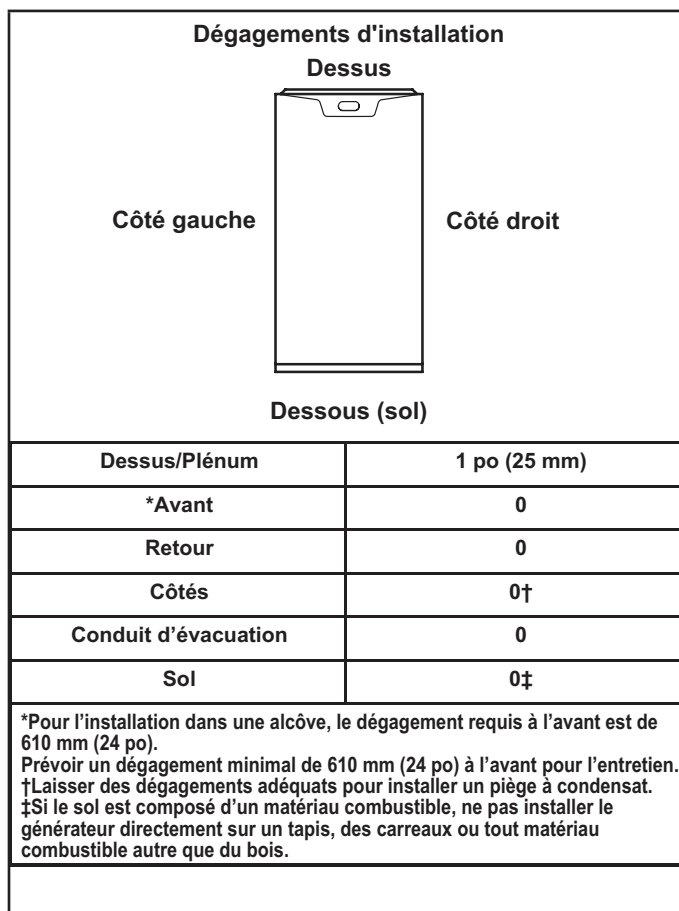 Dégagements d'installation
Dessus
Côté gauche
Côté droit
Dessous (sol)
Dessus/Plénum 1 po (25 mm)
*Avant 0
Retour 0
Côtés 0†
Conduit d’évacuation 0
Sol 0‡
*Pour l’installation dans une alcôve, le dégagement requis à l’avant est de
610 mm (24 po).
Prévoir un dégagement minimal de 610 mm (24 po) à l’avant pour l’entretien.
†Laisser des dégagements adéquats pour installer un piège à condensat.
‡Si le sol est composé d’un matériau combustible, ne pas installer le
générateur directement sur un tapis, des carreaux ou tout matériau
combustible autre que du bois.